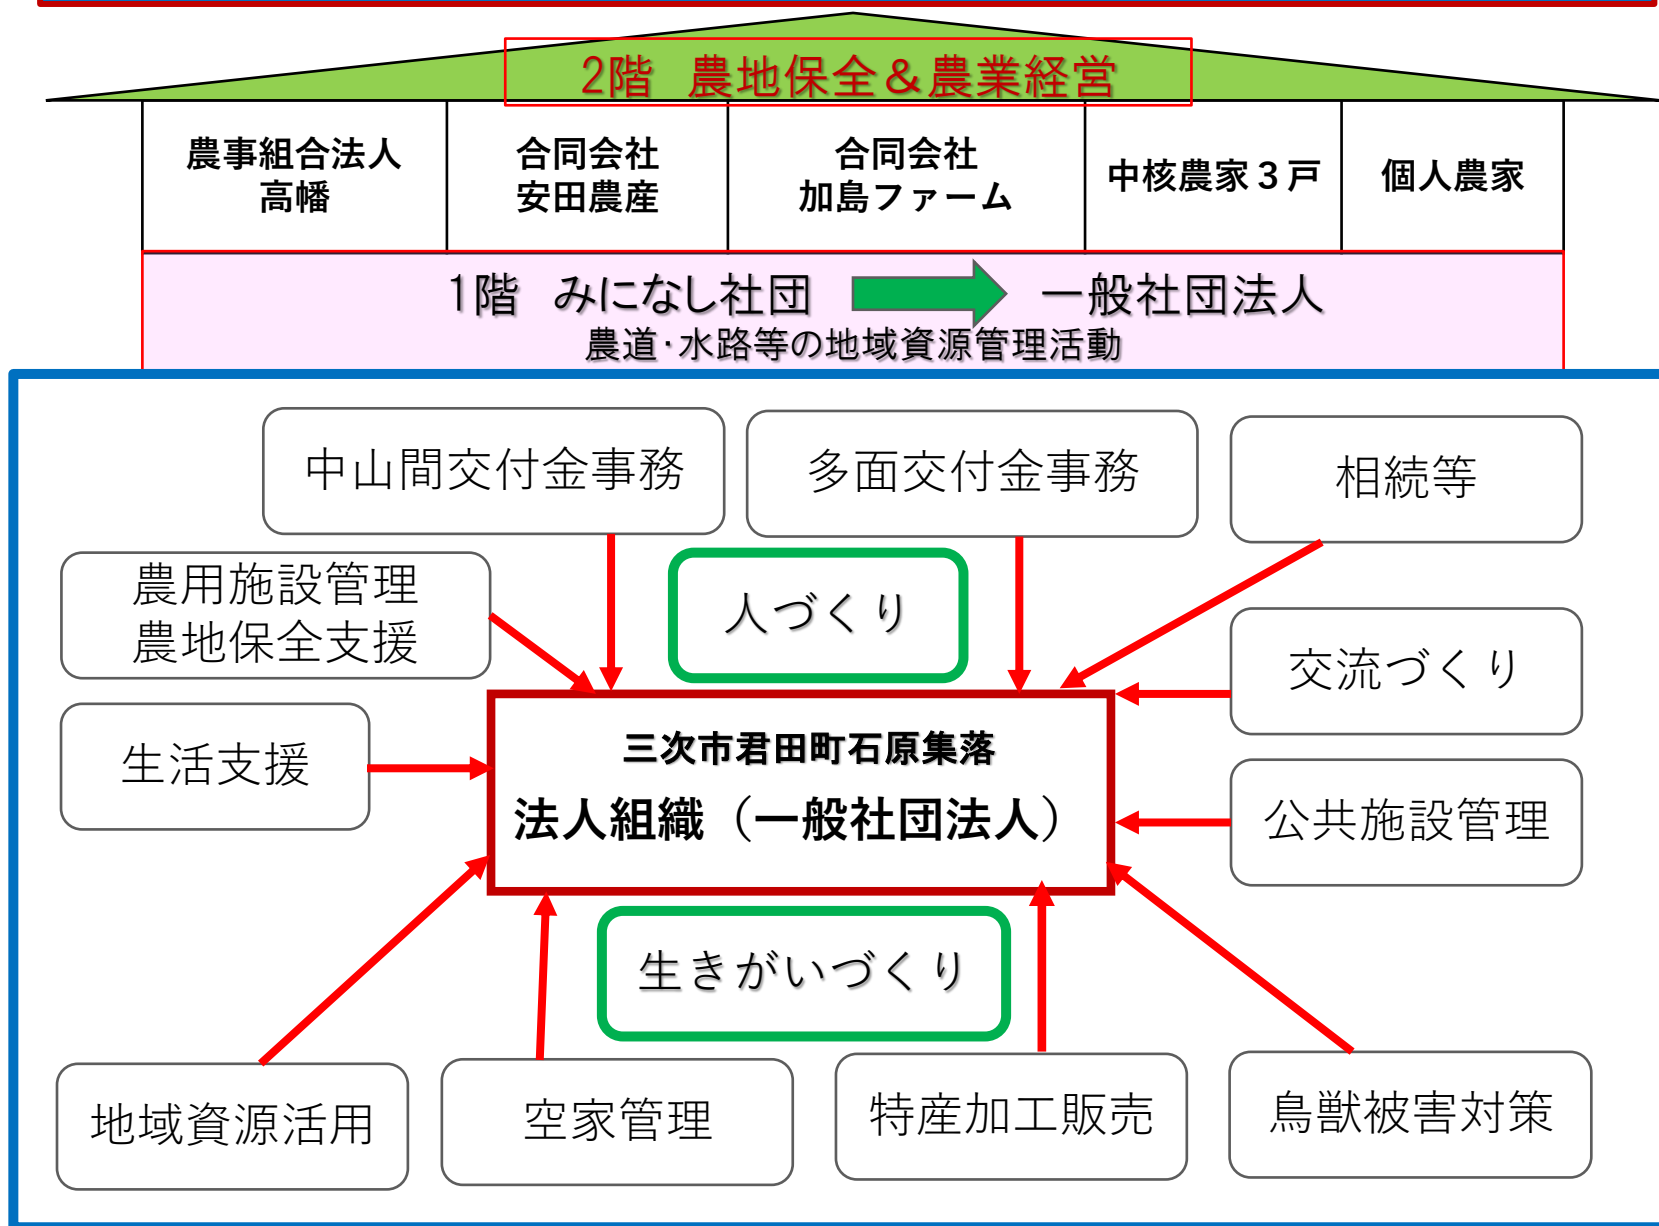 2階　農地保全＆農業経営
農事組合法人
高幡
合同会社
安田農産
合同会社
加島ファーム
中核農家３戸
個人農家
1階　みになし社団　一般社団法人
農道･水路等の地域資源管理活動
中山間交付金事務
多面交付金事務
相続等
農用施設管理
農地保全支援
人づくり
交流づくり
生活支援
三次市君田町石原集落
法人組織（一般社団法人）
公共施設管理
生きがいづくり
地域資源活用
空家管理
特産加工販売
鳥獣被害対策